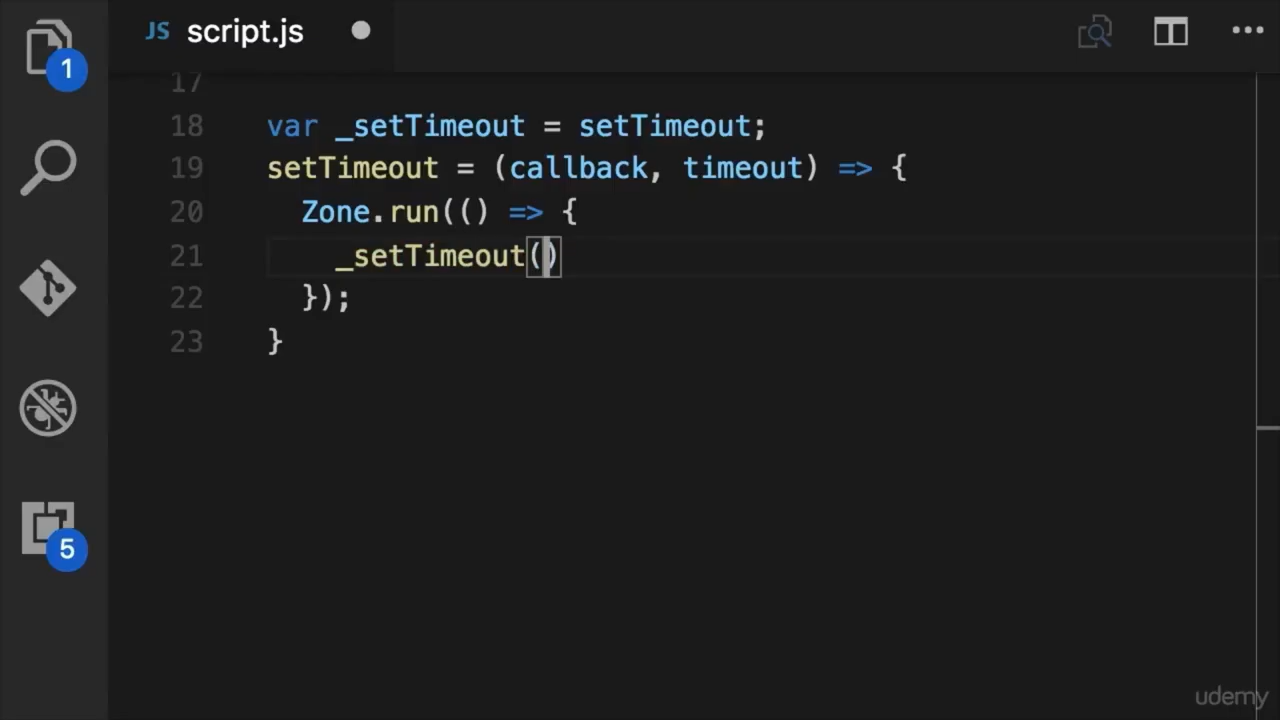 JS script.js
1
17
18 var _setTimeout = setTimeout;
19 setTimeout = (callback, timeout) => {
20 Zone.run(() => {
21 _setTimeout()
22 });
23 }
5
udemy